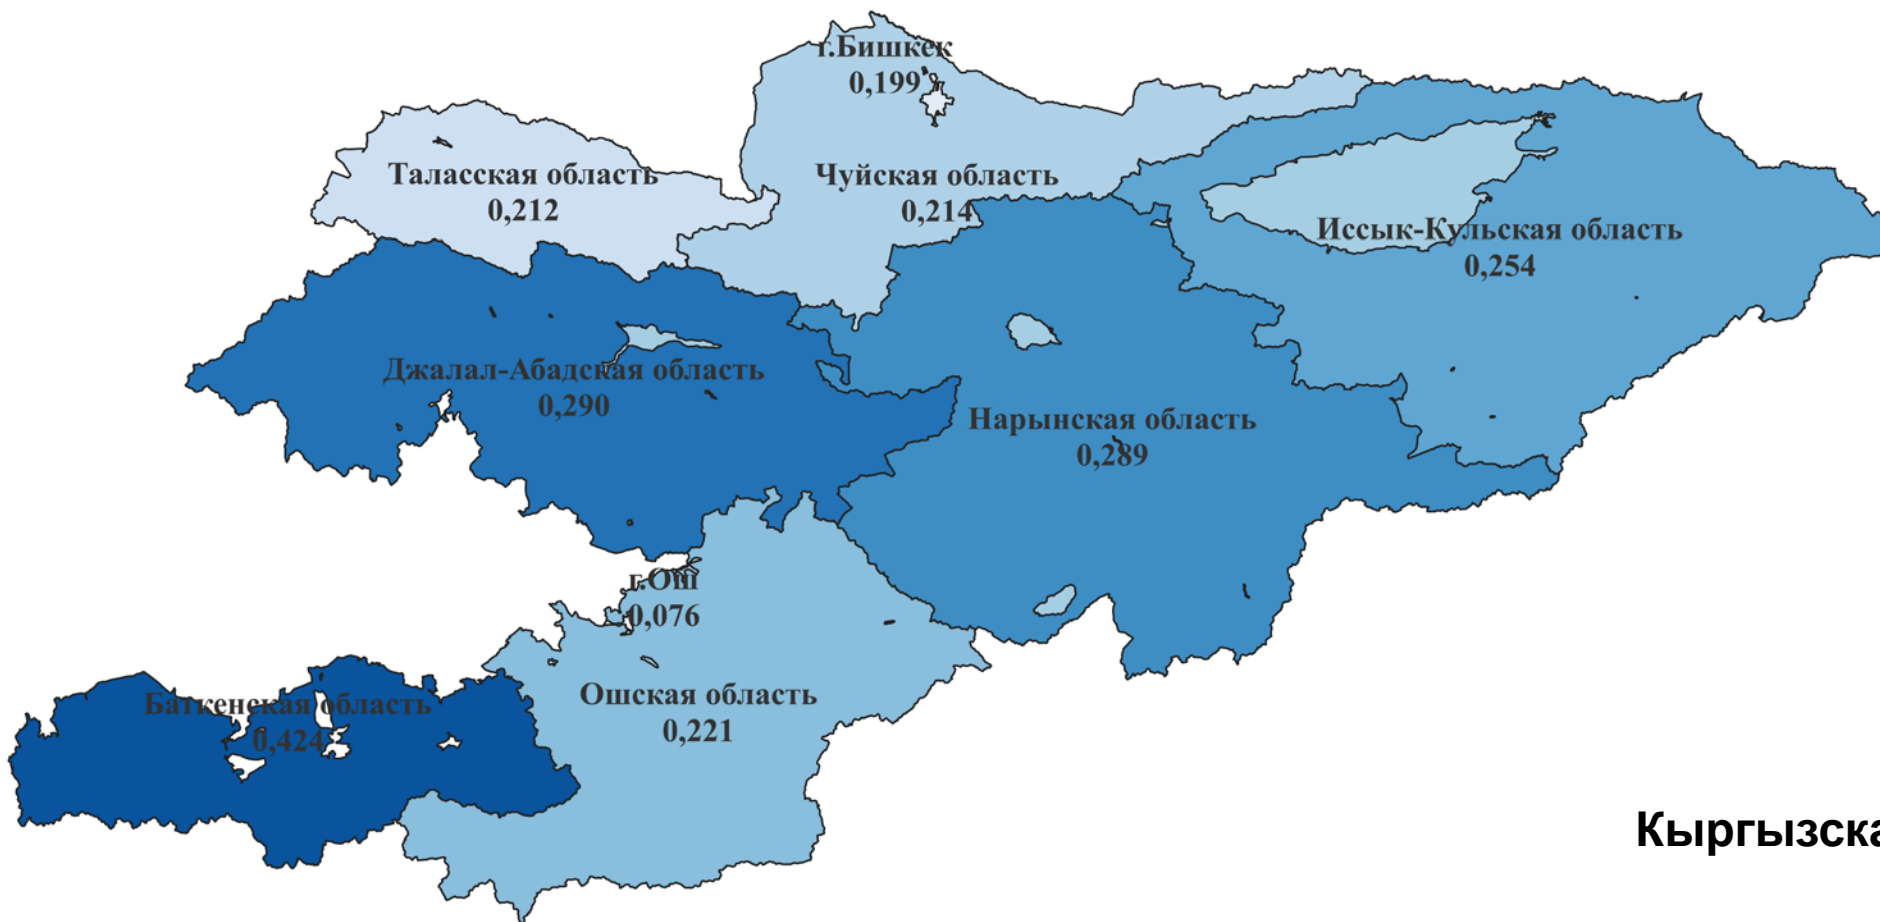 г.Бишкек
0,199
Таласская область
0,212
Чуйская область
0,214
Иссык-Кульская область
0,254
Джалал-Абадская область
0,290
Нарынская область
0,289
г.Ош
0,076
Баткенская область
0,424
Ошская область
0,221
Кыргызска